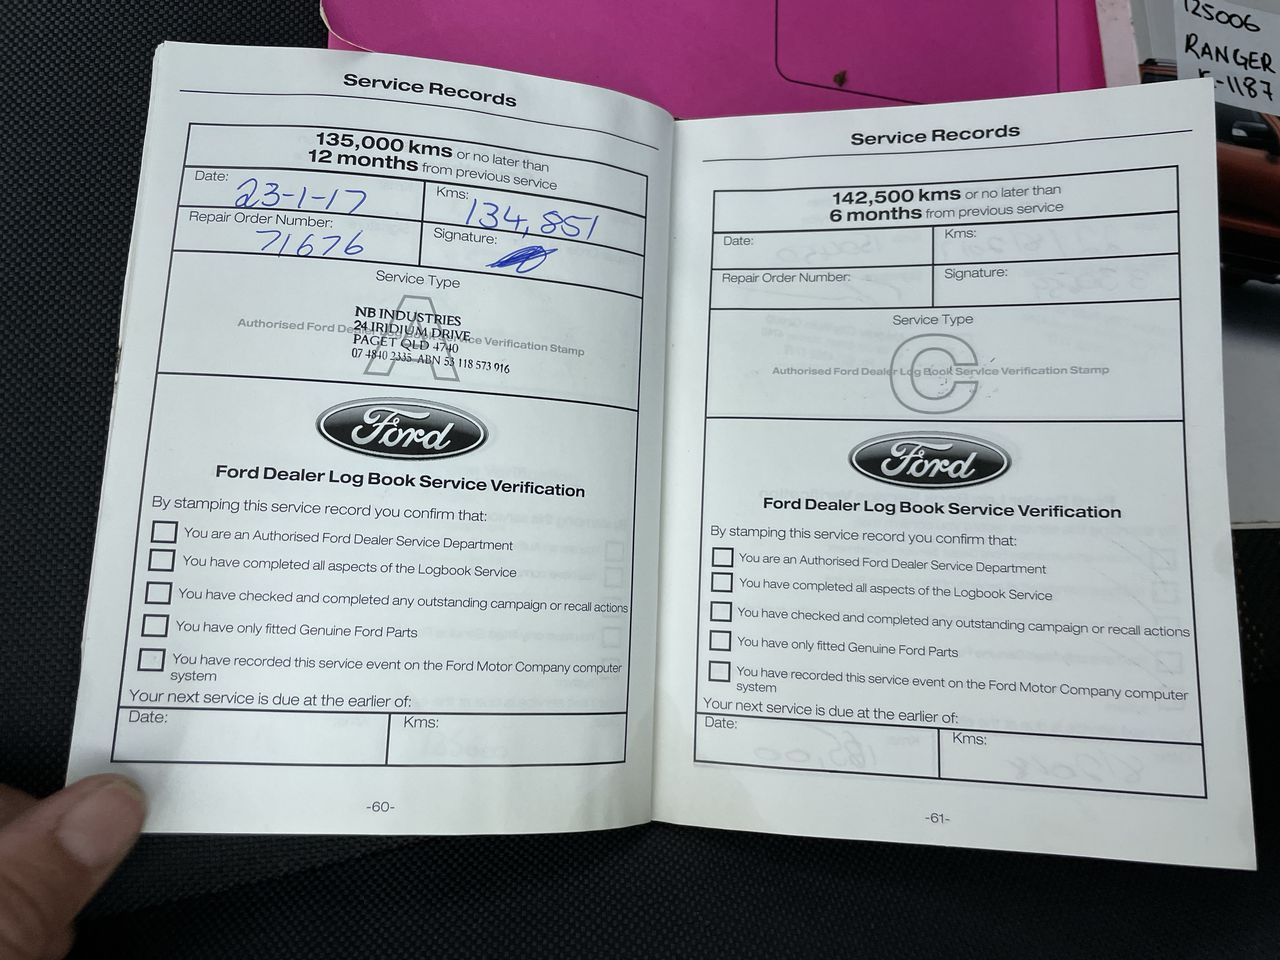 125006
RANGER
-1187
Service Records
135,000 kms or no later than
12 months from previous service
Date: 23-1-17
Kms: 134,851
Repair Order Number: 71676
Signature:
Service Type
A
Authorised Ford Dealer Log Book Service Verification Stamp
NB INDUSTRIES
24 IRIDIUM DRIVE
PAGET QLD 4740
07 4840 2335 ABN 53 118 573 916
Ford
Ford Dealer Log Book Service Verification
By stamping this service record you confirm that:
You are an Authorised Ford Dealer Service Department
You have completed all aspects of the Logbook Service
You have checked and completed any outstanding campaign or recall actions
You have only fitted Genuine Ford Parts
You have recorded this service event on the Ford Motor Company computer
system
Your next service is due at the earlier of:
Date:
Kms:
-60-
Service Records
142,500 kms or no later than
6 months from previous service
Date:
Kms:
Repair Order Number:
Signature:
Service Type
C
Authorised Ford Dealer Log Book Service Verification Stamp
Ford
Ford Dealer Log Book Service Verification
By stamping this service record you confirm that:
You are an Authorised Ford Dealer Service Department
You have completed all aspects of the Logbook Service
You have checked and completed any outstanding campaign or recall actions
You have only fitted Genuine Ford Parts
You have recorded this service event on the Ford Motor Company computer
system
Your next service is due at the earlier of:
Date:
Kms:
-61-